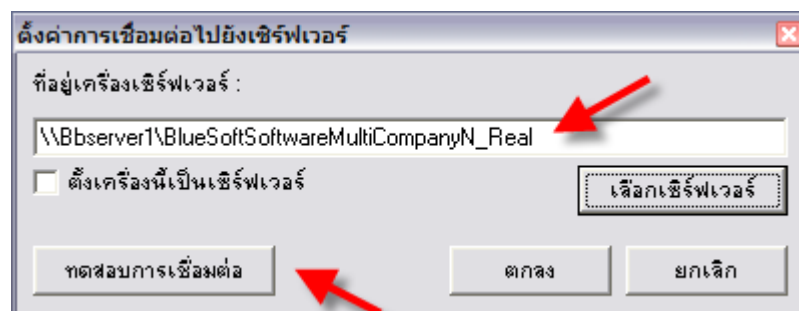 ตั้งค่าการเชื่อมต่อไปยังเซิร์ฟเวอร์
ที่อยู่เครื่องเซิร์ฟเวอร์ :
\\Bbserver1\BlueSoftSoftwareMultiCompanyN_Real
ตั้งเครื่องนี้เป็นเซิร์ฟเวอร์
เลือกเซิร์ฟเวอร์
ทดสอบการเชื่อมต่อ
ตกลง
ยกเลิก